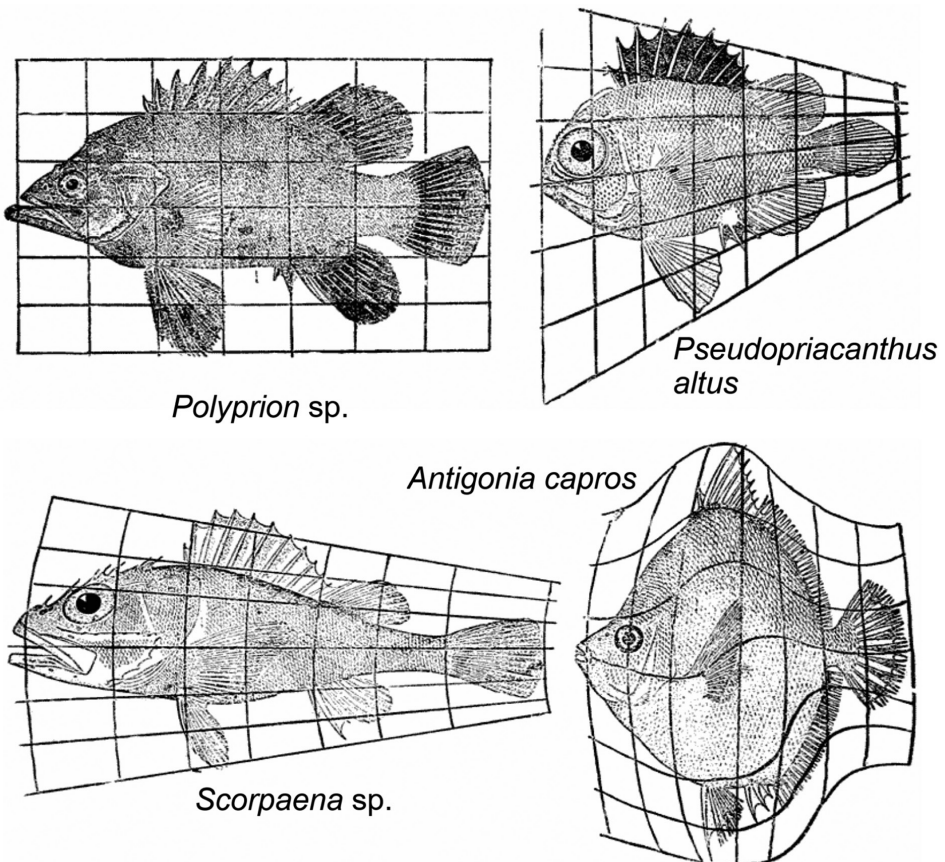 Polyprion sp.
Pseudopriacanthus
altus
Antigonia capros
Scorpaena sp.